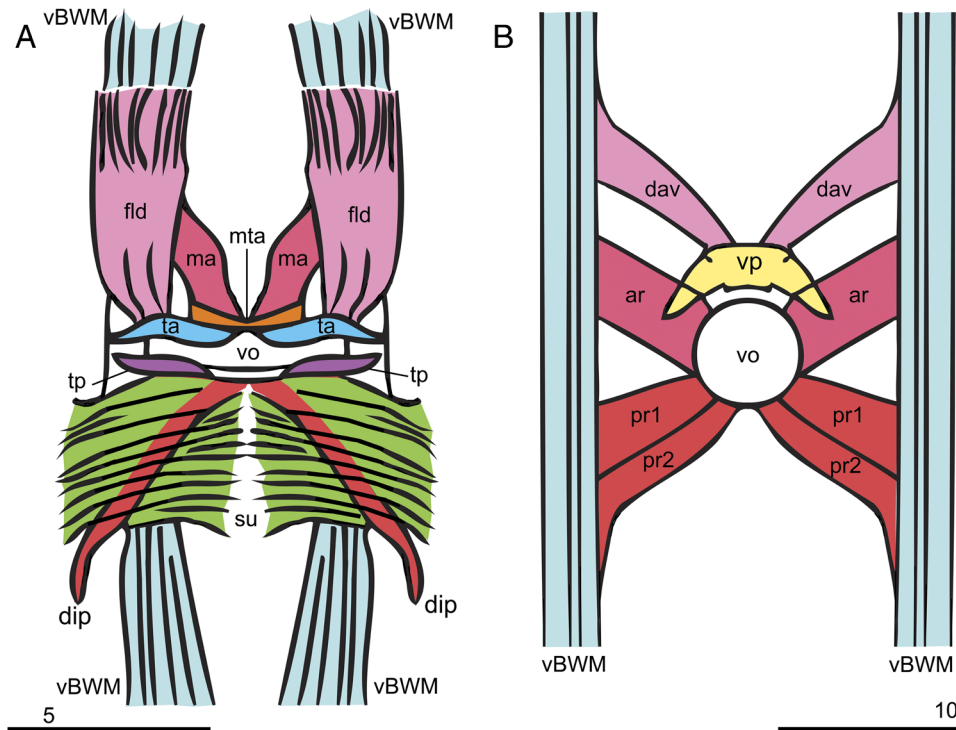 A
vBWM
vBWM
fld
fld
ma
mta
ma
ta
ta
vo
tp
tp
su
dip
dip
vBWM
vBWM
5
B
dav
dav
vp
ar
ar
vo
pr1
pr1
pr2
pr2
vBWM
vBWM
10